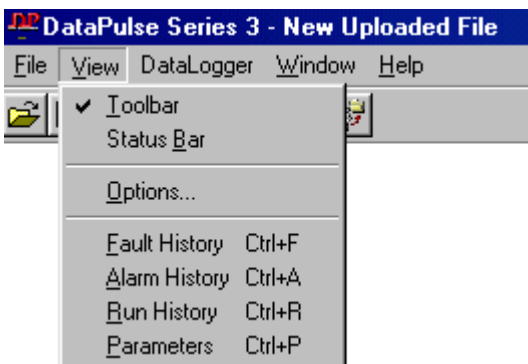 DataPulse Series 3 - New Uploaded File
File View DataLogger Window Help
Toolbar
Status Bar
Options...
Fault History Ctrl+F
Alarm History Ctrl+A
Run History Ctrl+R
Parameters Ctrl+P